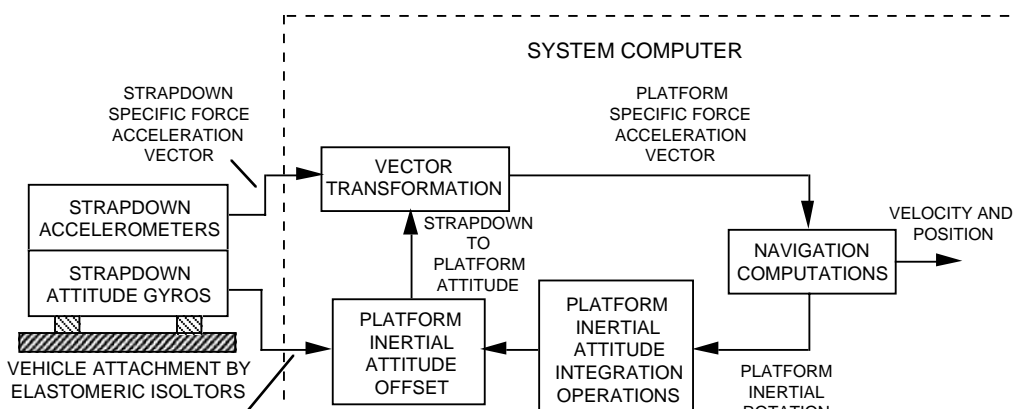 SYSTEM COMPUTER
STRAPDOWN
SPECIFIC FORCE
ACCELERATION
VECTOR
PLATFORM
SPECIFIC FORCE
ACCELERATION
VECTOR
VECTOR
TRANSFORMATION
STRAPDOWN
ACCELEROMETERS
STRAPDOWN
TO
PLATFORM
ATTITUDE
VELOCITY AND
POSITION
NAVIGATION
COMPUTATIONS
STRAPDOWN
ATTITUDE GYROS
PLATFORM
INERTIAL
ATTITUDE
OFFSET
PLATFORM
INERTIAL
ATTITUDE
INTEGRATION
OPERATIONS
VEHICLE ATTACHMENT BY
ELASTOMERIC ISOLTORS
PLATFORM
INERTIAL